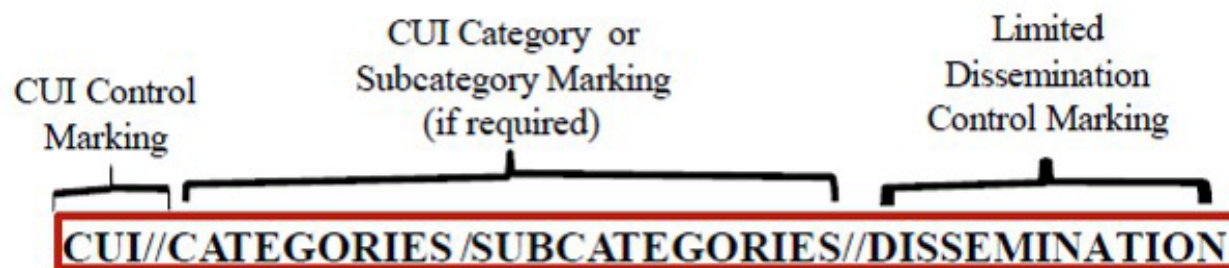 CUI Category or
Subcategory Marking
(if required)
Limited
Dissemination
Control Marking
CUI Control
Marking
CUI//CATEGORIES /SUBCATEGORIES//DISSEMINATION